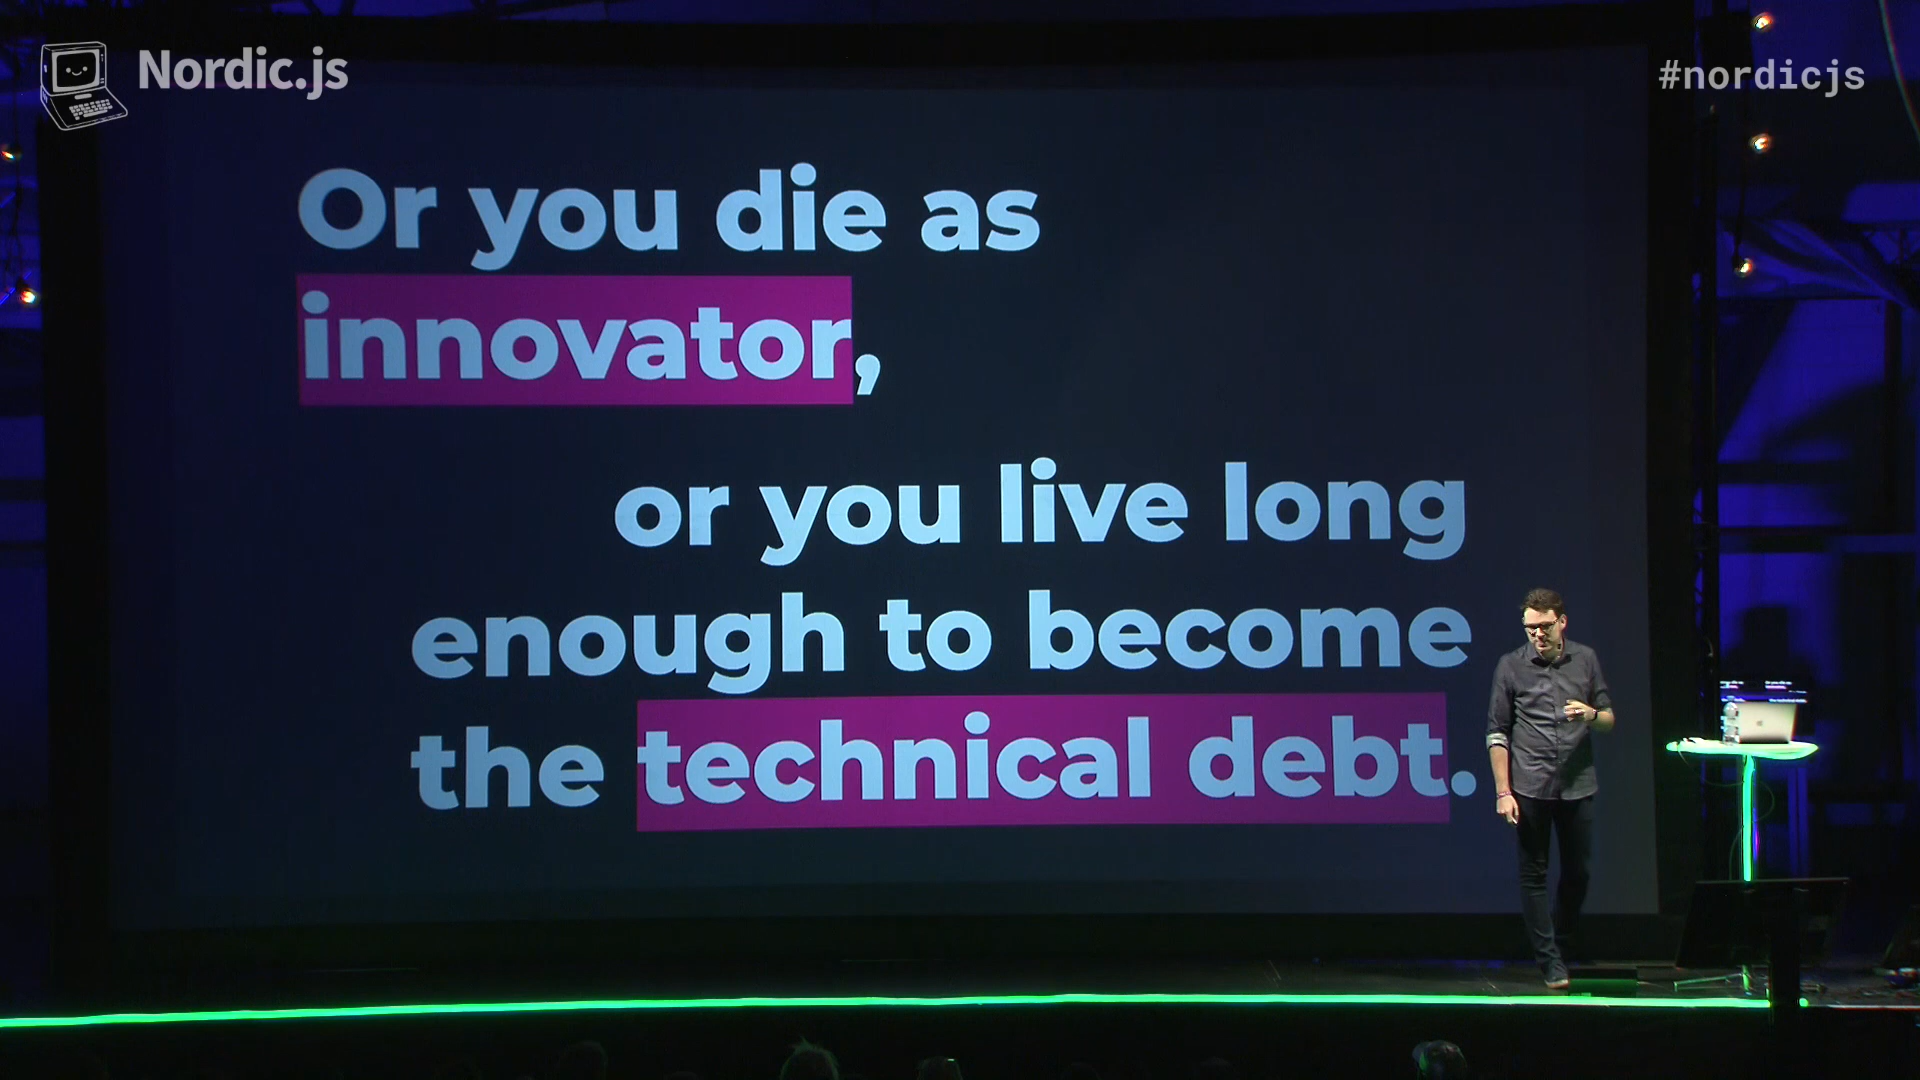 Nordic.js
#nordicjs
Or you die as
innovator,
or you live long
enough to become
the technical debt.